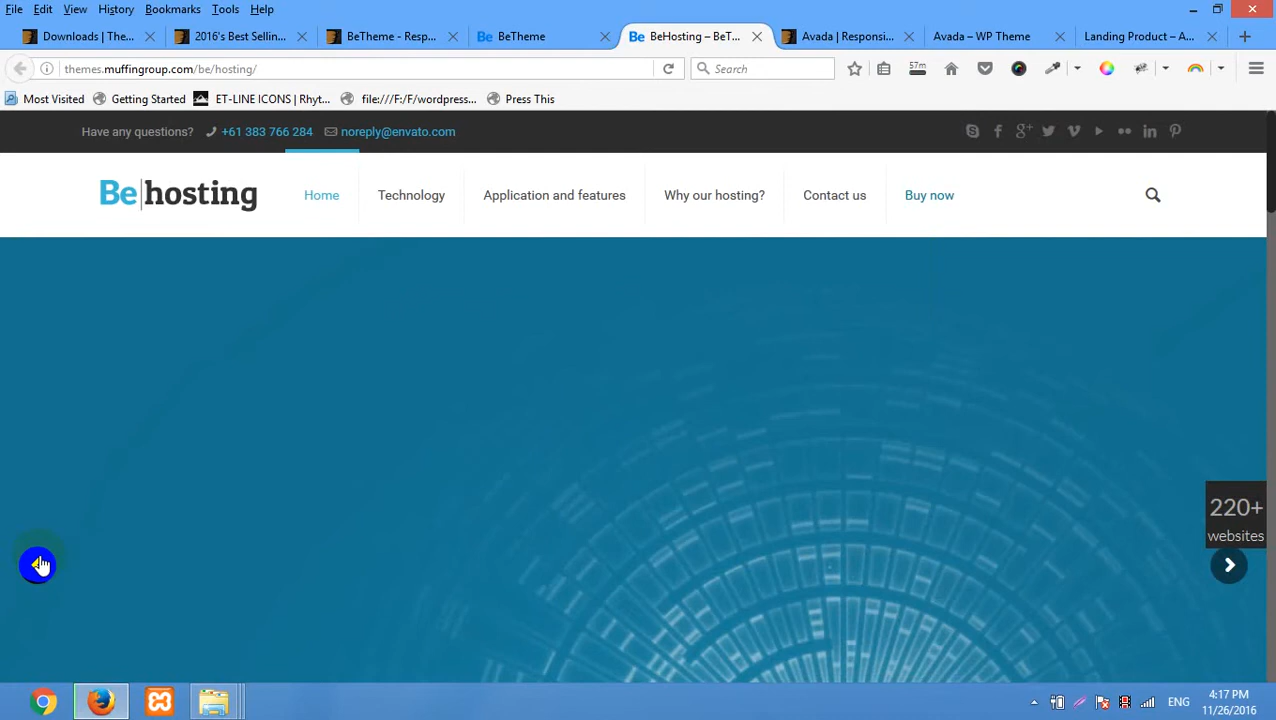 File Edit View History Bookmarks Tools Help
Downloads | The...
2016's Best Sellin...
BeTheme - Resp...
Be BeTheme
Be BeHosting – BeT...
Avada | Responsi...
Avada – WP Theme
Landing Product – A...
themes.muffingroup.com/be/hosting/
Search
57m
Most Visited Getting Started ET-LINE ICONS | Rhyt... file:///F:/F/wordpress... Press This
Have any questions? +61 383 766 284 noreply@envato.com
Be|hosting
Home Technology Application and features Why our hosting? Contact us Buy now
220+
websites
ENG
4:17 PM
11/26/2016